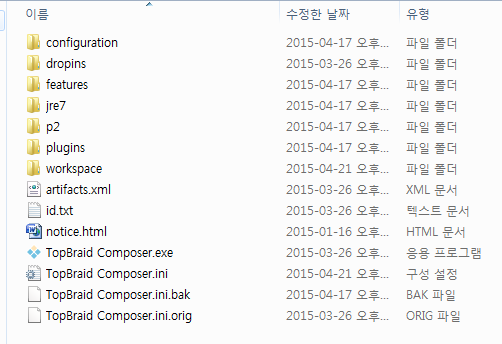 이름 수정한 날짜 유형
configuration 2015-04-17 오후... 파일 폴더
dropins 2015-03-26 오후... 파일 폴더
features 2015-04-17 오후... 파일 폴더
jre7 2015-04-17 오후... 파일 폴더
p2 2015-04-17 오후... 파일 폴더
plugins 2015-04-17 오후... 파일 폴더
workspace 2015-04-21 오후... 파일 폴더
artifacts.xml 2015-03-26 오후... XML 문서
id.txt 2015-03-26 오후... 텍스트 문서
notice.html 2015-01-16 오후... HTML 문서
TopBraid Composer.exe 2015-03-26 오후... 응용 프로그램
TopBraid Composer.ini 2015-04-21 오후... 구성 설정
TopBraid Composer.ini.bak 2015-04-17 오후... BAK 파일
TopBraid Composer.ini.orig 2015-03-26 오후... ORIG 파일